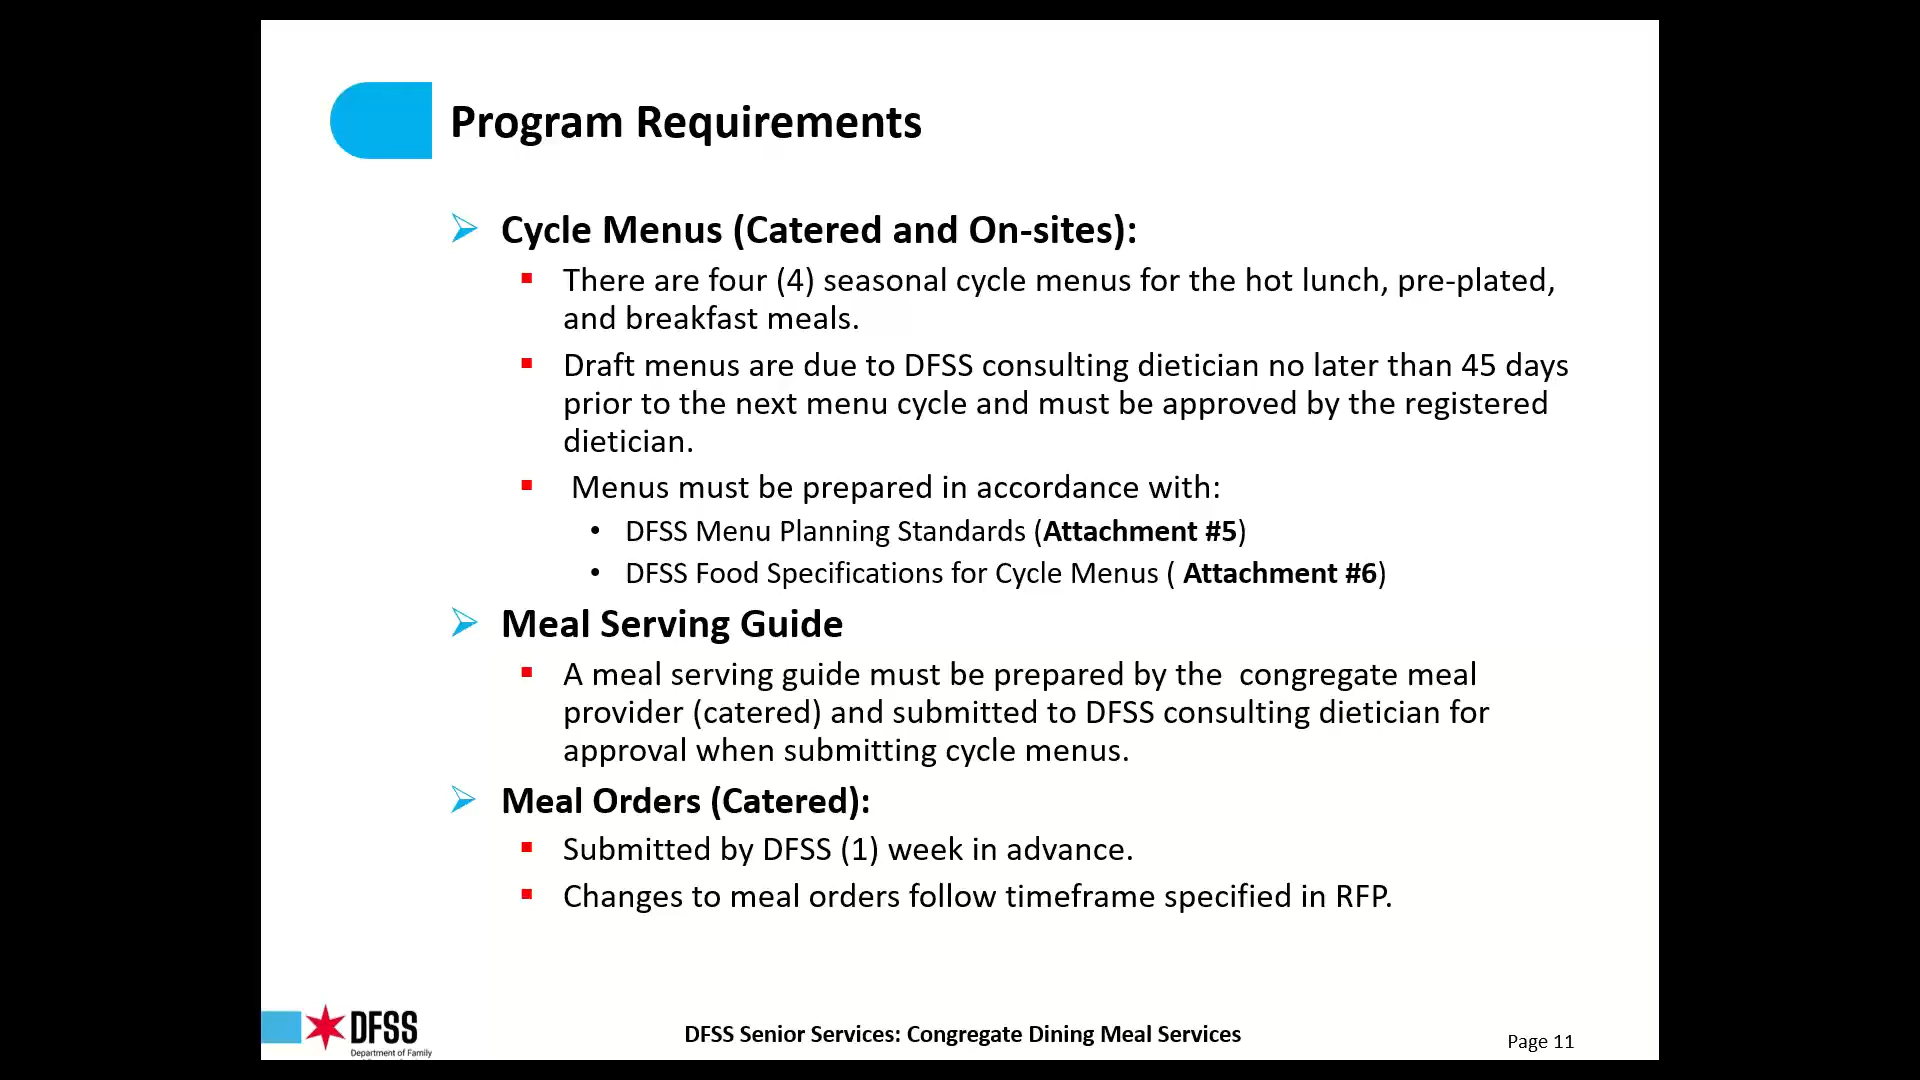 Program Requirements
Cycle Menus (Catered and On-sites):
There are four (4) seasonal cycle menus for the hot lunch, pre-plated,
and breakfast meals.
Draft menus are due to DFSS consulting dietician no later than 45 days
prior to the next menu cycle and must be approved by the registered
dietician.
Menus must be prepared in accordance with:
• DFSS Menu Planning Standards (Attachment #5)
• DFSS Food Specifications for Cycle Menus ( Attachment #6)
Meal Serving Guide
A meal serving guide must be prepared by the  congregate meal
provider (catered) and submitted to DFSS consulting dietician for
approval when submitting cycle menus.
Meal Orders (Catered):
Submitted by DFSS (1) week in advance.
Changes to meal orders follow timeframe specified in RFP.
DFSS
Department of Family
DFSS Senior Services: Congregate Dining Meal Services
Page 11